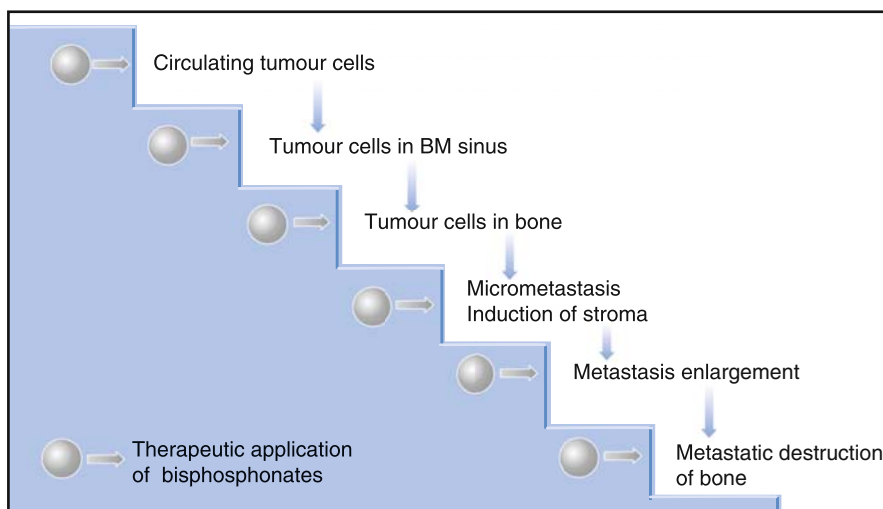 Circulating tumour cells
Tumour cells in BM sinus
Tumour cells in bone
Micrometastasis
Induction of stroma
Metastasis enlargement
Metastatic destruction
of bone
Therapeutic application
of bisphosphonates